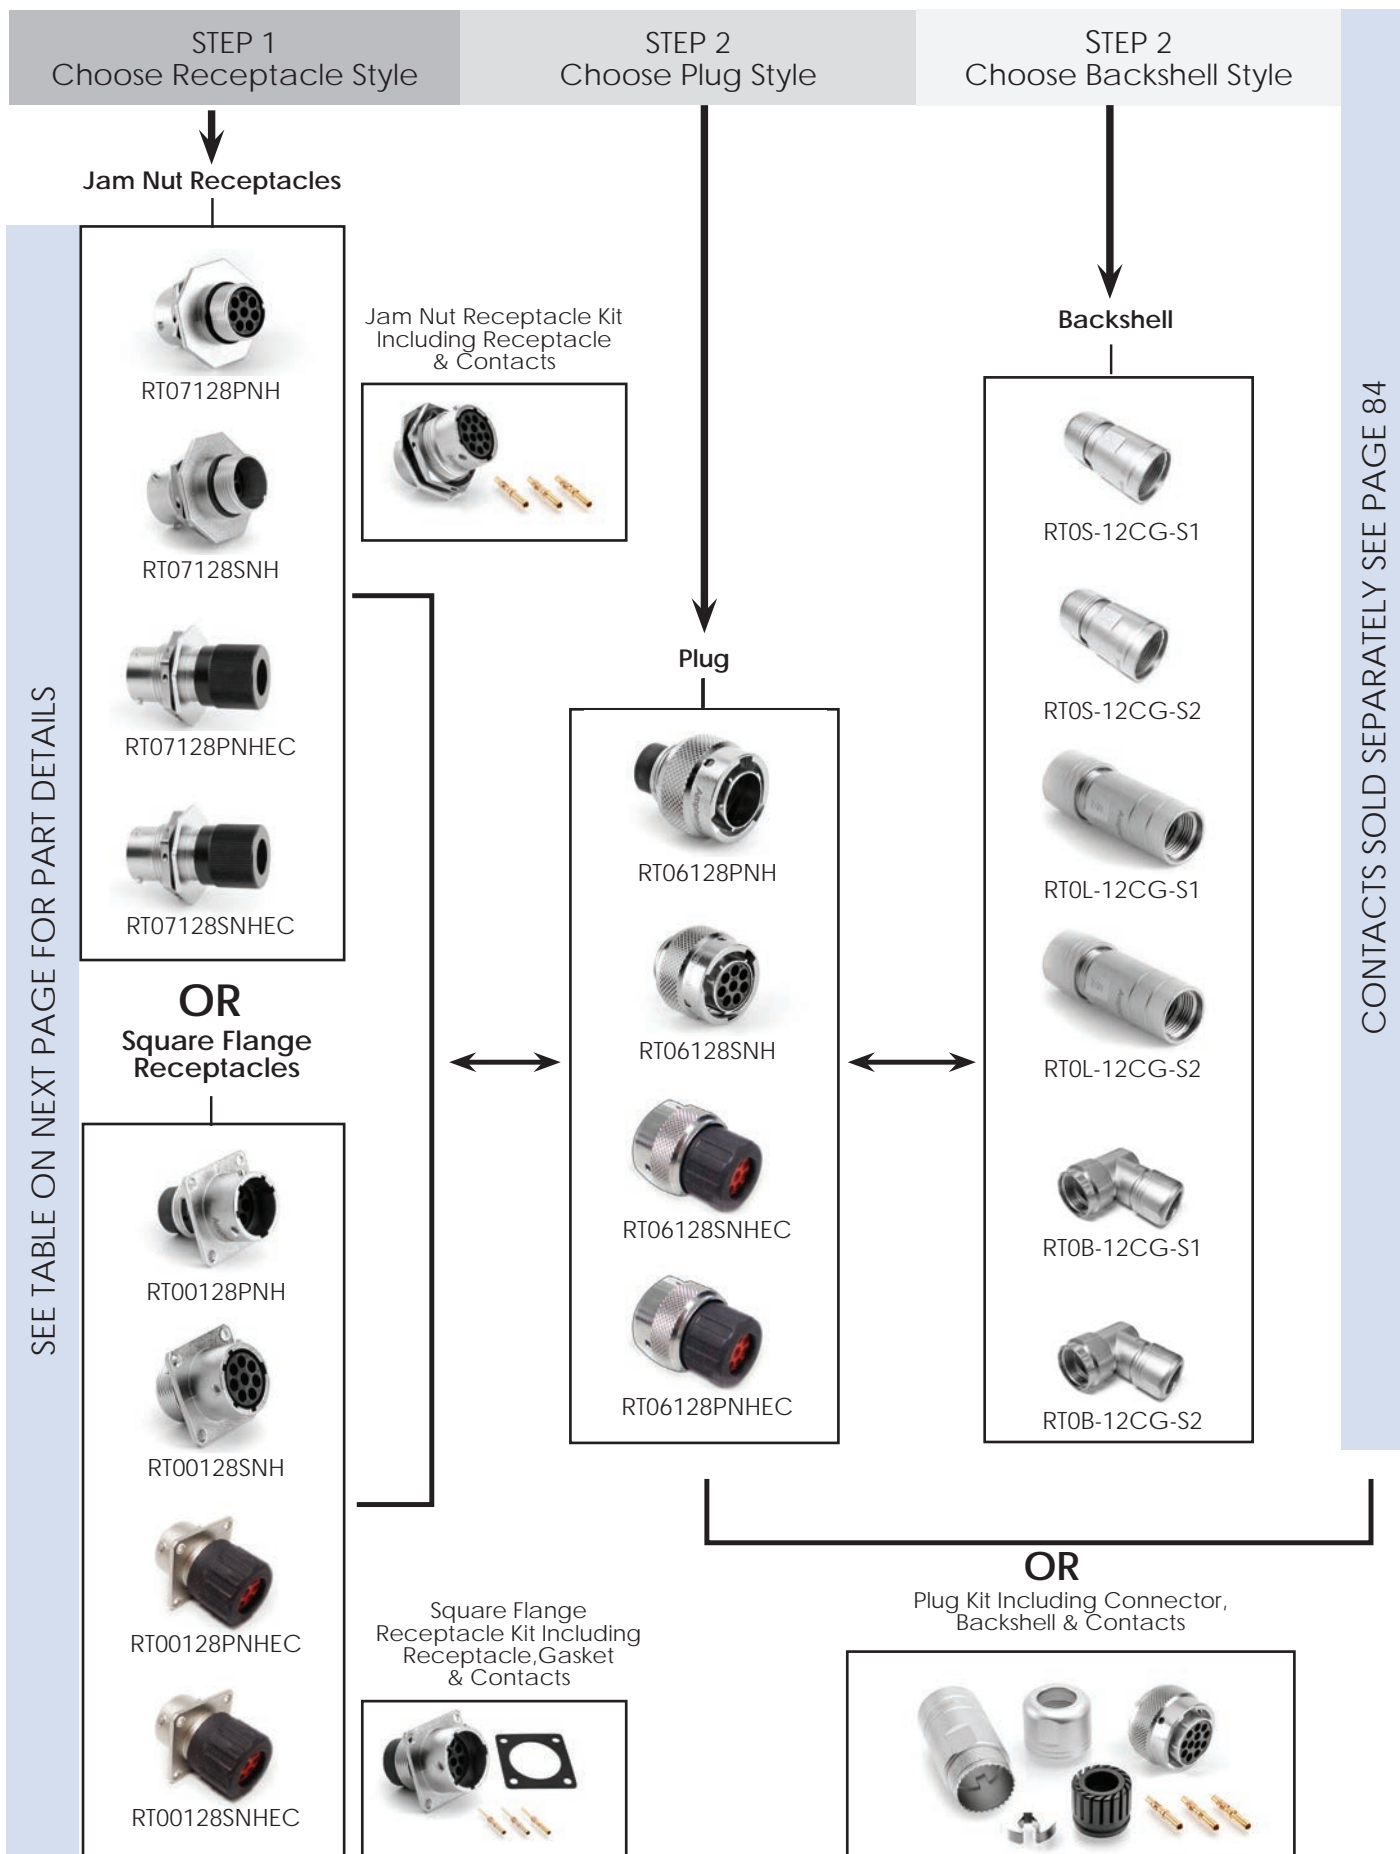 STEP 1
Choose Receptacle Style
STEP 2
Choose Plug Style
STEP 2
Choose Backshell Style
Jam Nut Receptacles
RT07128PNH
RT07128SNH
RT07128PNHEC
RT07128SNHEC
Jam Nut Receptacle Kit
Including Receptacle
& Contacts
OR
Square Flange
Receptacles
RT00128PNH
RT00128SNH
RT00128PNHEC
RT00128SNHEC
Square Flange
Receptacle Kit Including
Receptacle,Gasket
& Contacts
Plug
RT06128PNH
RT06128SNH
RT06128SNHEC
RT06128PNHEC
Backshell
RT0S-12CG-S1
RT0S-12CG-S2
RT0L-12CG-S1
RT0L-12CG-S2
RT0B-12CG-S1
RT0B-12CG-S2
OR
Plug Kit Including Connector,
Backshell & Contacts
SEE TABLE ON NEXT PAGE FOR PART DETAILS
CONTACTS SOLD SEPARATELY SEE PAGE 84